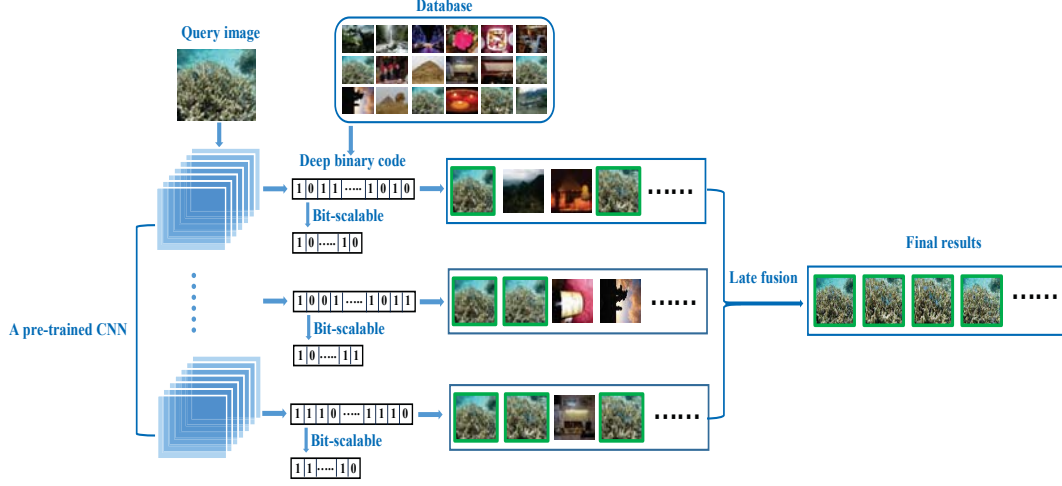 Database
Query image
Deep binary code
1 0 1 1 ..... 1 0 1 0
......
Bit-scalable
1 0 ..... 1 0
Final results
Late fusion
......
1 0 0 1 ..... 1 0 1 1
......
Bit-scalable
A pre-trained CNN
1 0 ..... 1 1
1 1 1 0 ..... 1 1 1 0
......
Bit-scalable
1 1 ..... 1 0